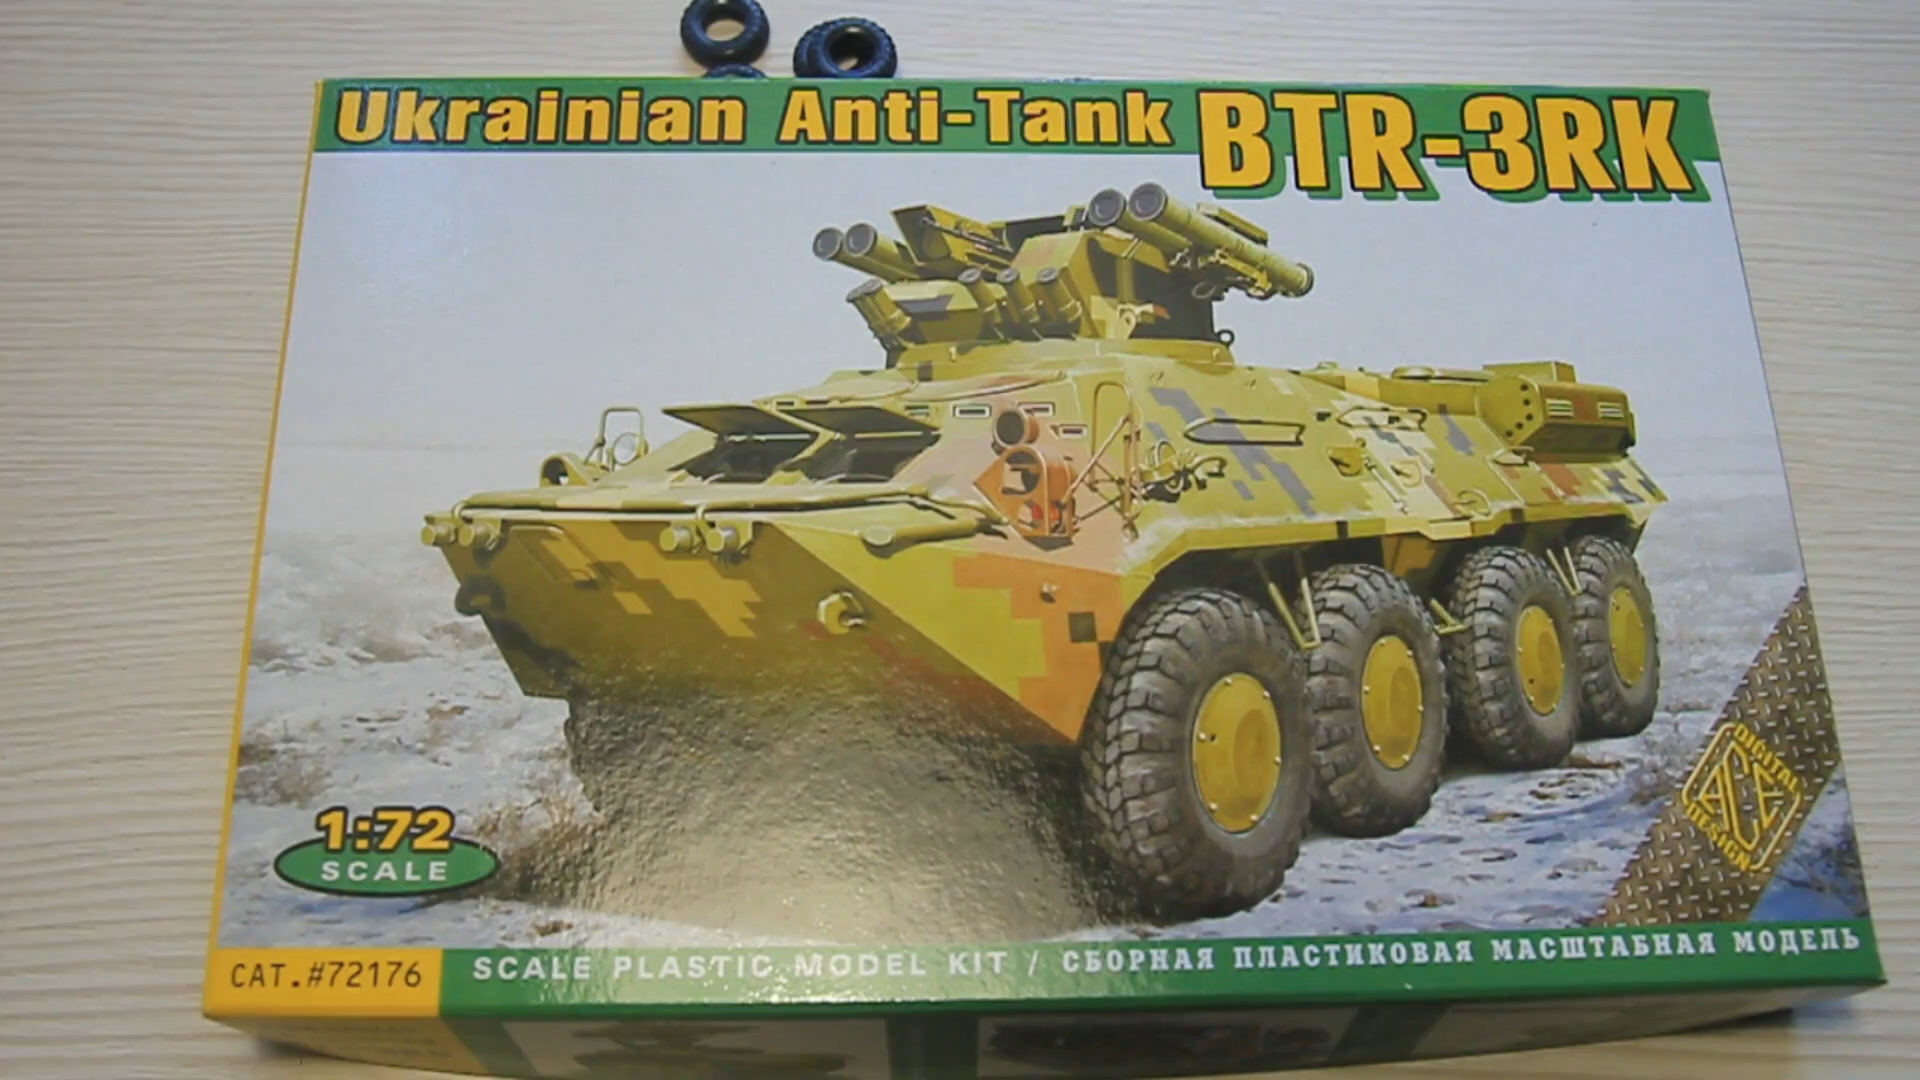 Ukrainian Anti-Tank BTR-3RK
1:72
SCALE
DIGITAL
ACE
DESIGN
CAT.#72176
SCALE PLASTIC MODEL KIT / СБОРНАЯ ПЛАСТИКОВАЯ МАСШТАБНАЯ МОДЕЛЬ